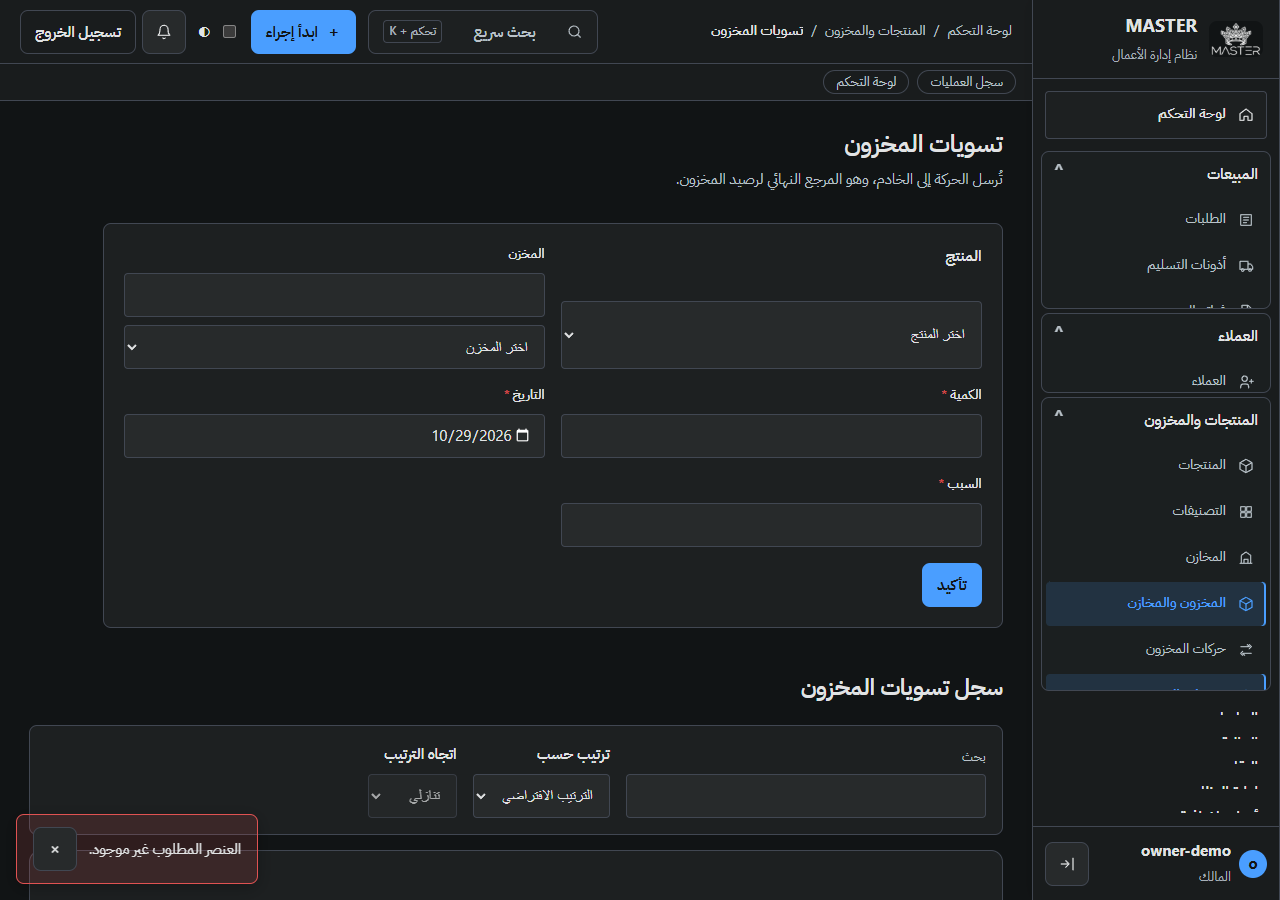 MASTER
MASTER
نظام إدارة الأعمال
لوحة التحكم / المنتجات والمخزون / تسويات المخزون
بحث سريع
تحكم + K
+ ابدأ إجراء
تسجيل الخروج
سجل العمليات
لوحة التحكم
لوحة التحكم
المبيعات
الطلبات
أذونات التسليم
العملاء
العملاء
المنتجات والمخزون
المنتجات
التصنيفات
المخازن
المخزون والمخازن
حركات المخزون
owner-demo
المالك
o
تسويات المخزون
تُرسل الحركة إلى الخادم، وهو المرجع النهائي لرصيد المخزون.
المنتج
اختر المنتج
المخزن
اختر المخزن
الكمية *
التاريخ *
10/29/2026
السبب *
تأكيد
سجل تسويات المخزون
بحث
ترتيب حسب
الترتيب الافتراضي
اتجاه الترتيب
تنازلي
العنصر المطلوب غير موجود.
×